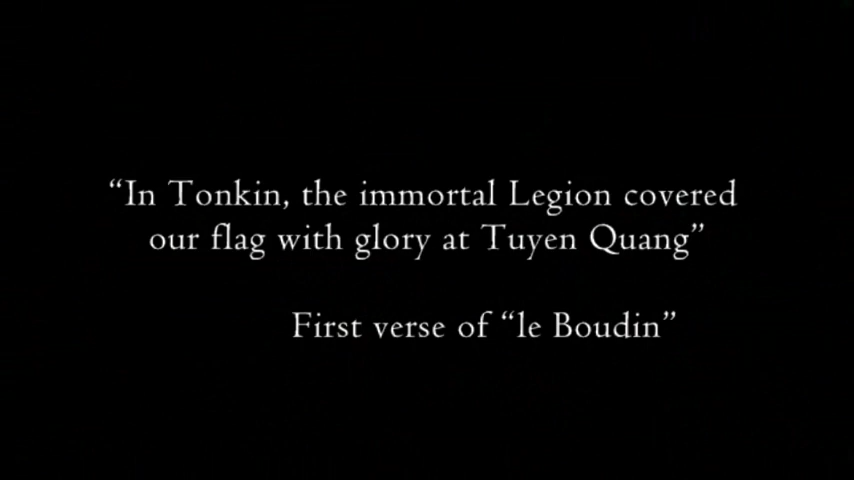 “In Tonkin, the immortal Legion covered
our flag with glory at Tuyen Quang”
First verse of “le Boudin”